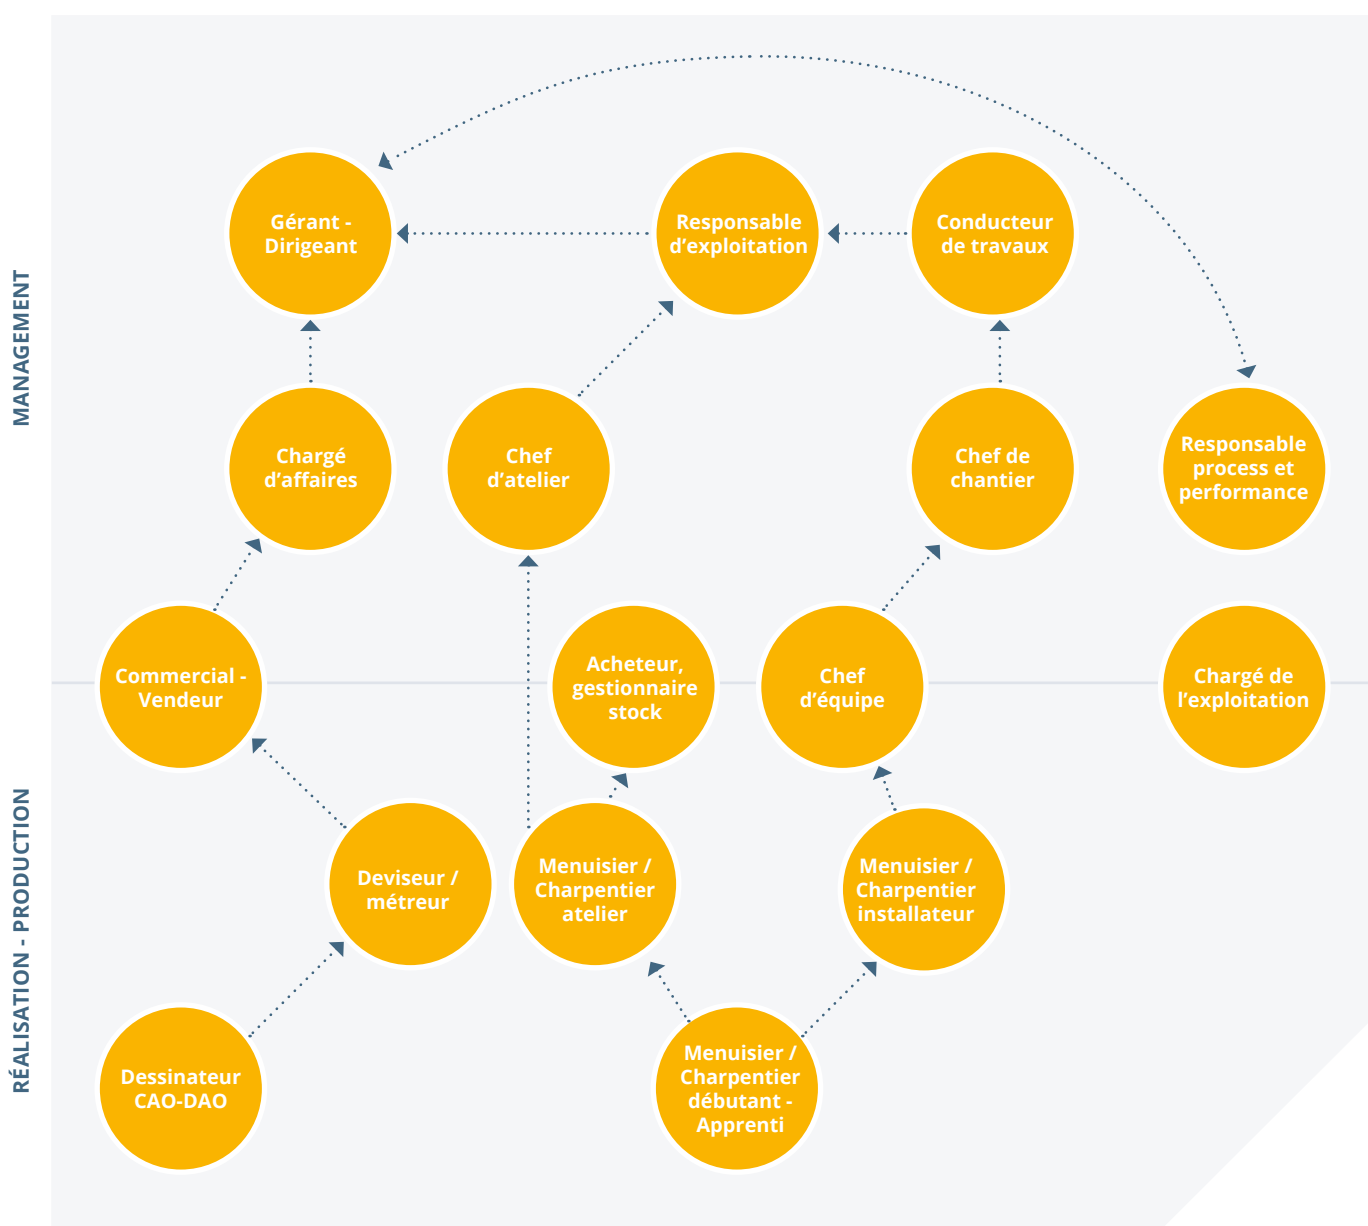 MANAGEMENT
Gérant -
Dirigeant
Responsable
d’exploitation
Conducteur
de travaux
Chargé
d’affaires
Chef
d’atelier
Chef de
chantier
Responsable
process et
performance
Commercial -
Vendeur
Acheteur,
gestionnaire
stock
Chef
d’équipe
Chargé de
l’exploitation
RÉALISATION - PRODUCTION
Deviseur /
métreur
Menuisier /
Charpentier
atelier
Menuisier /
Charpentier
installateur
Dessinateur
CAO-DAO
Menuisier /
Charpentier
débutant -
Apprenti